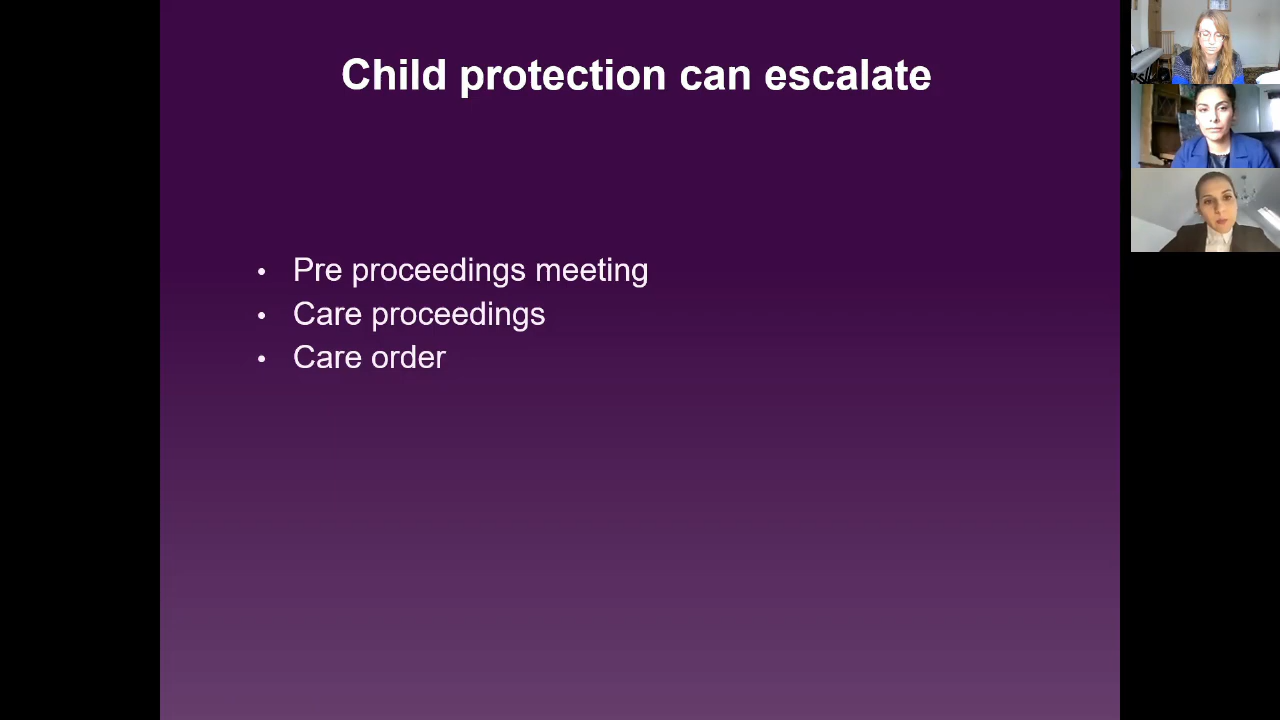 Child protection can escalate
• Pre proceedings meeting
• Care proceedings
• Care order